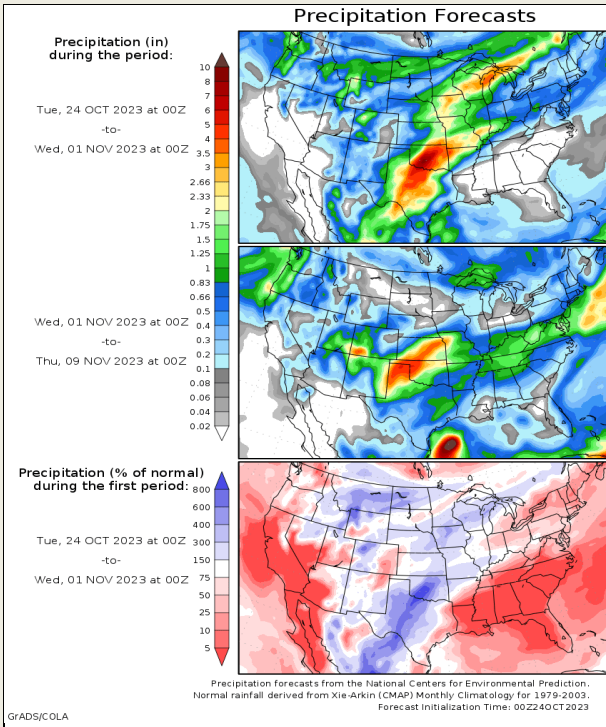 Precipitation Forecasts
Precipitation (in)
during the period:
Tue, 24 OCT 2023 at 00Z
-to-
Wed, 01 NOV 2023 at 00Z
10
8
7
6
5
4
3.5
3
2.66
2.33
2
1.75
1.5
1.25
1
0.83
0.66
0.5
0.4
0.3
0.2
0.1
0.08
0.06
0.04
0.02
Wed, 01 NOV 2023 at 00Z
-to-
Thu, 09 NOV 2023 at 00Z
Precipitation (% of normal)
during the first period:
Tue, 24 OCT 2023 at 00Z
-to-
Wed, 01 NOV 2023 at 00Z
800
600
400
300
150
75
50
25
10
5
Precipitation forecasts from the National Centers for Environmental Prediction.
Normal rainfall derived from Xie-Arkin (CMAP) Monthly Climatology for 1979-2003.
Forecast Initialization Time: 00Z24OCT2023
GrADS/COLA